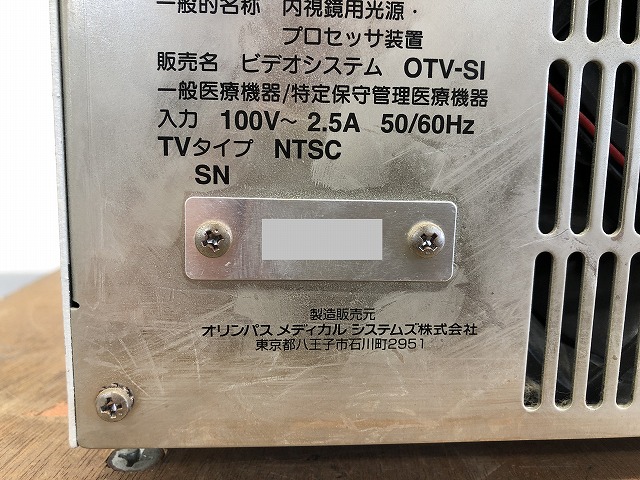 一般的名称 内視鏡用光源・
プロセッサ装置
販売名 ビデオシステム OTV-SI
一般医療機器/特定保守管理医療機器
入力 100V～ 2.5A 50/60Hz
TVタイプ NTSC
SN
製造販売元
オリンパス メディカル システムズ株式会社
東京都八王子市石川町2951